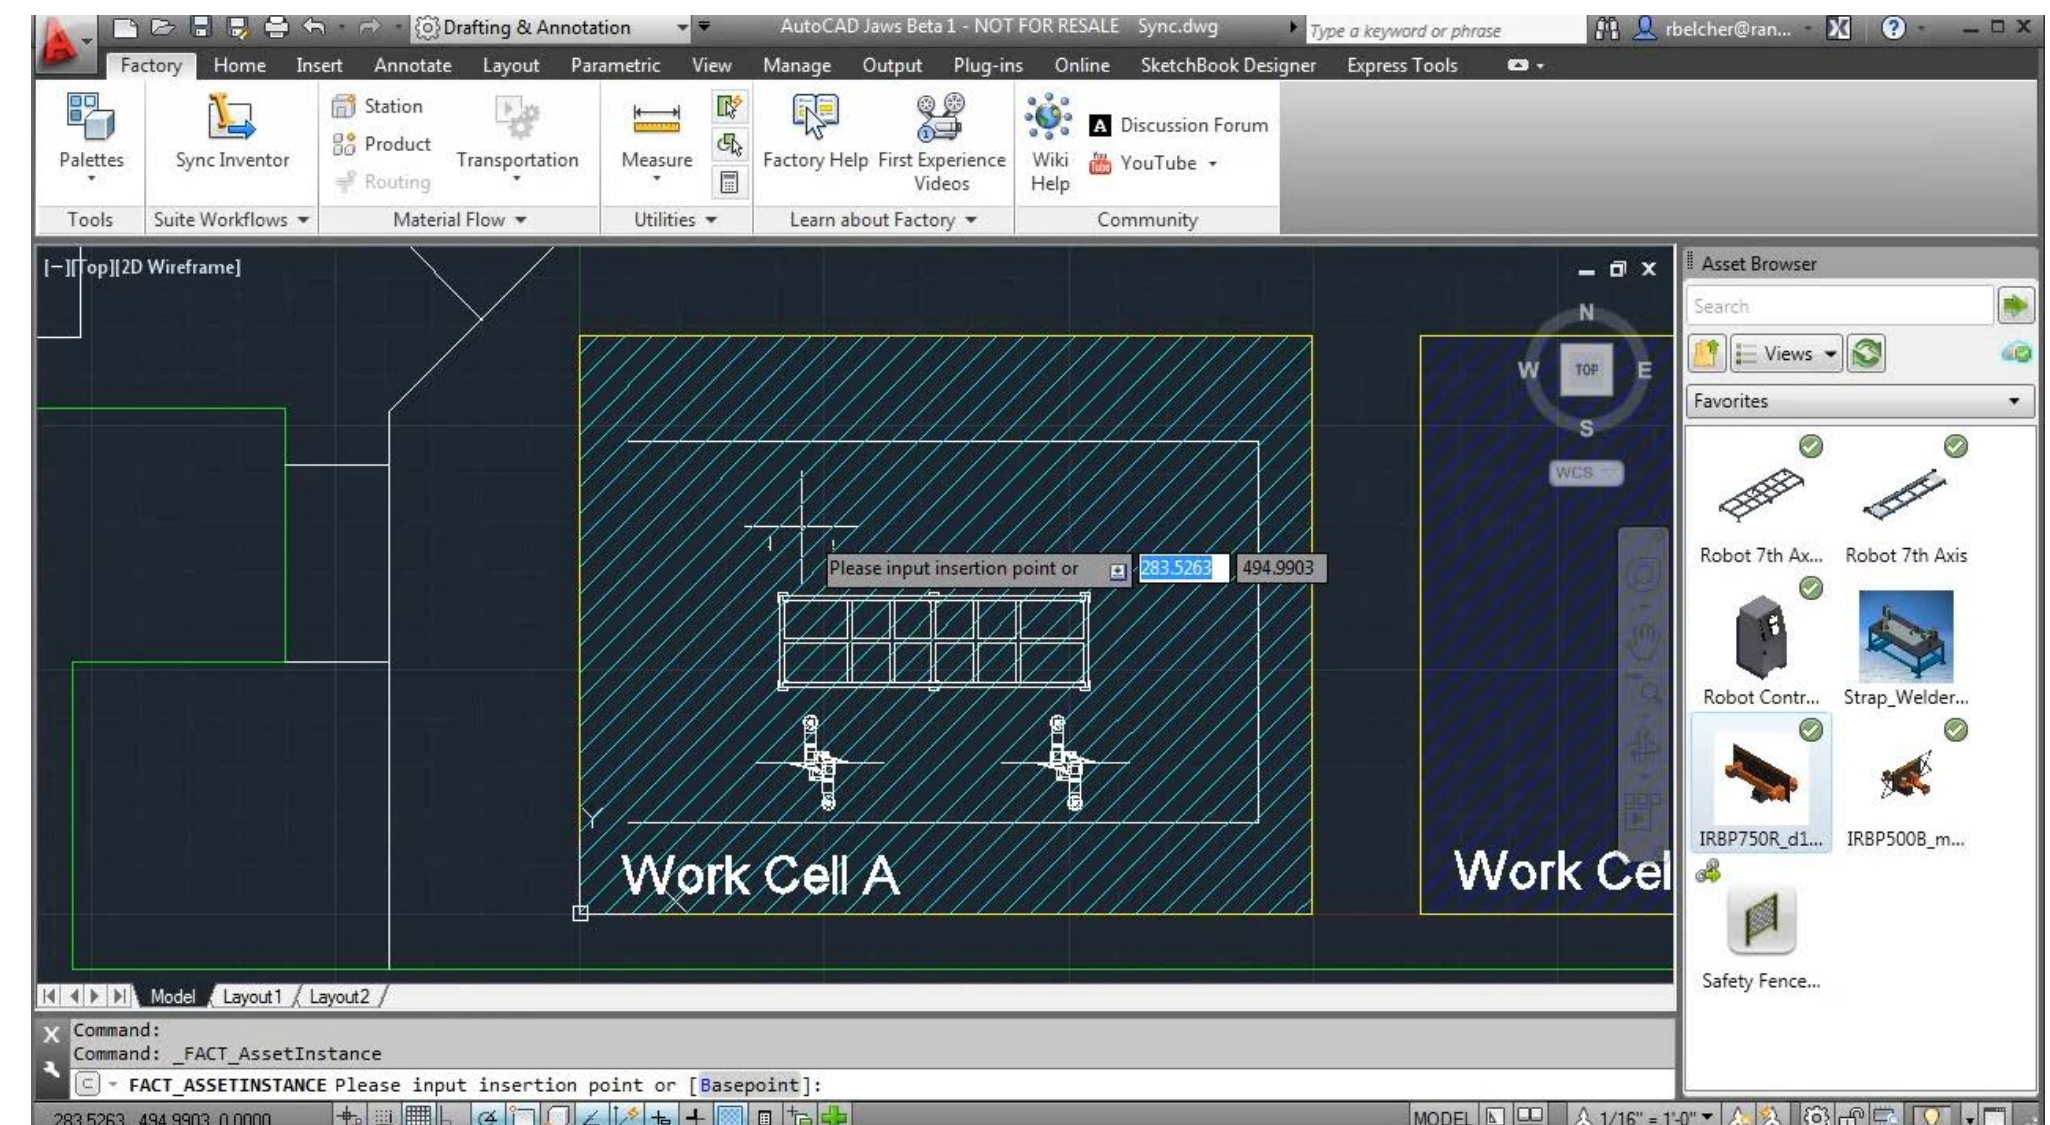 Drafting & Annotation
AutoCAD Jaws Beta 1 - NOT FOR RESALE Sync.dwg
Type a keyword or phrase
rbelcher@ran...
Factory Home Insert Annotate Layout Parametric View Manage Output Plug-ins Online SketchBook Designer Express Tools
Palettes
Sync Inventor
Station
Product
Routing
Transportation
Measure
Factory Help
First Experience
Videos
Wiki
Help
A Discussion Forum
YouTube
Tools
Suite Workflows
Material Flow
Utilities
Learn about Factory
Community
[−][Top][2D Wireframe]
N
W TOP E
S
WCS
Please input insertion point or 283.5263 494.9903
Y
X
Work Cell A
Work Cel
Asset Browser
Search
Views
Favorites
Robot 7th Ax... Robot 7th Axis
Robot Contr... Strap_Welder...
IRBP750R_d1... IRBP500B_m...
Safety Fence...
Model Layout1 Layout2
Command:
Command: _FACT_AssetInstance
FACT_ASSETINSTANCE Please input insertion point or [Basepoint]:
283.5263, 494.9903, 0.0000
MODEL
1/16" = 1'-0"